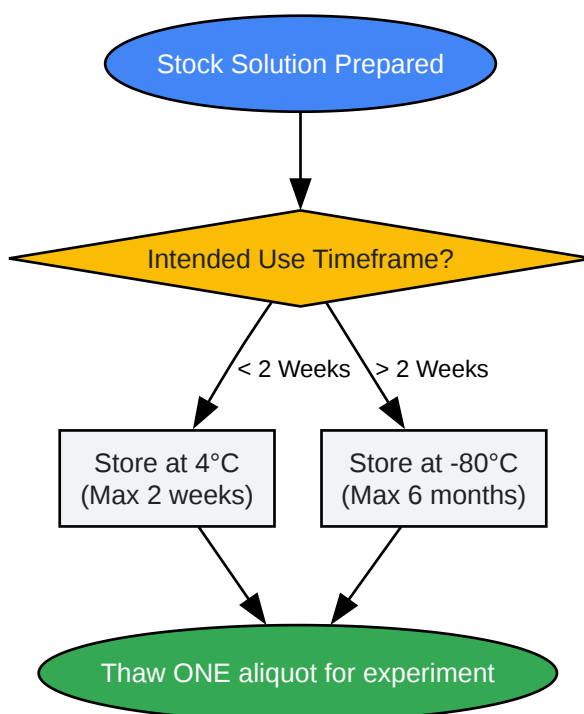 Stock Solution Prepared
Intended Use Timeframe?
< 2 Weeks
> 2 Weeks
Store at 4°C
(Max 2 weeks)
Store at -80°C
(Max 6 months)
Thaw ONE aliquot for experiment